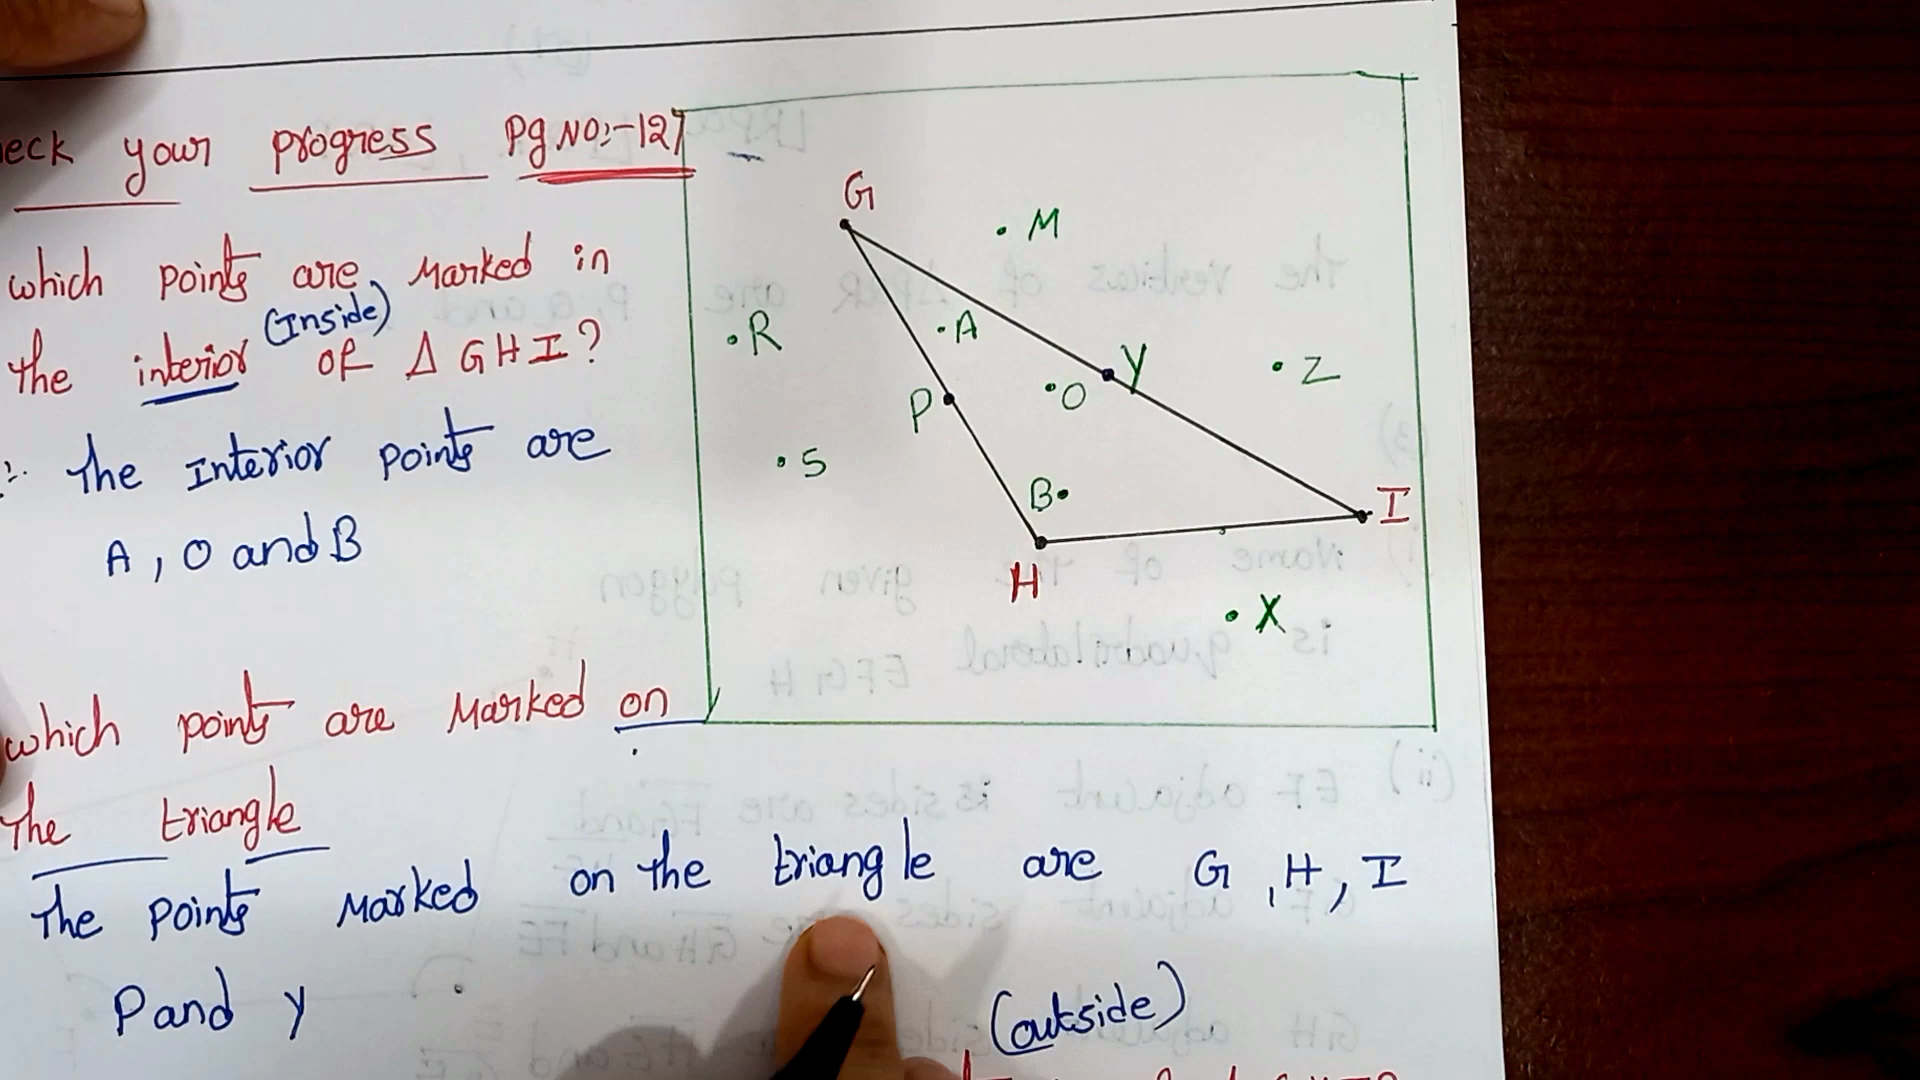 eck your progress Pg NO:-127
which points are marked in
(Inside)
the interior of Δ G H I?
∴ The Interior points are
A, O and B
G
M
R
A
Y
Z
O
P
S
B
I
H
X
which points are marked on
The triangle
The points marked on the triangle are G, H, I
P and y
(outside)